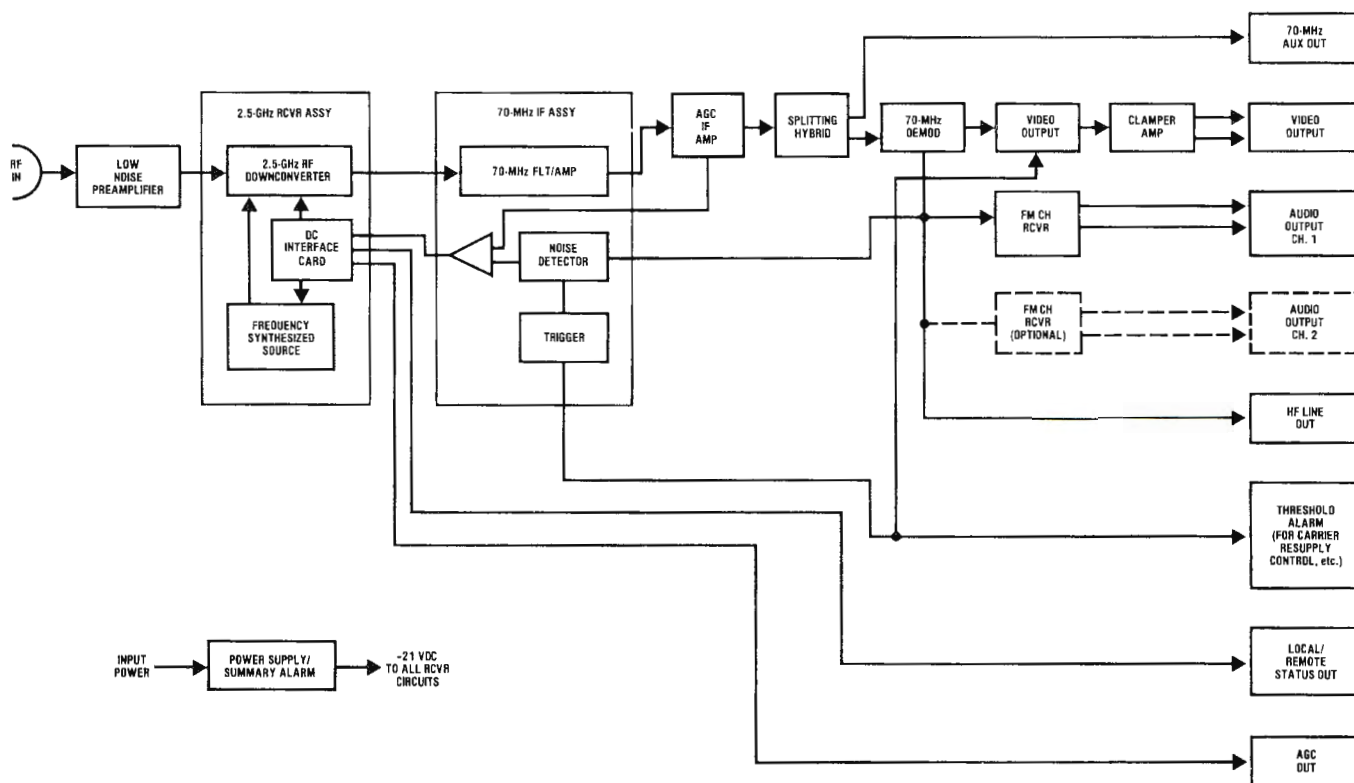 70-MHz
AUX OUT
2.5-GHz RCVR ASSY
70-MHz IF ASSY
AGC
IF
AMP
SPLITTING
HYBRID
70-MHz
DEMOD
VIDEO
OUTPUT
CLAMPER
AMP
VIDEO
OUTPUT
RF
IN
LOW
NOISE
PREAMPLIFIER
2.5-GHz RF
DOWNCONVERTER
70-MHz FLT/AMP
DC
INTERFACE
CARD
NOISE
DETECTOR
FM CH
RCVR
AUDIO
OUTPUT
CH. 1
FREQUENCY
SYNTHESIZED
SOURCE
TRIGGER
FM CH
RCVR
(OPTIONAL)
AUDIO
OUTPUT
CH. 2
HF LINE
OUT
THRESHOLD
ALARM
(FOR CARRIER
RESUPPLY
CONTROL, etc.)
INPUT
POWER
POWER SUPPLY/
SUMMARY ALARM
-21 VDC
TO ALL RCVR
CIRCUITS
LOCAL/
REMOTE
STATUS OUT
AGC
OUT